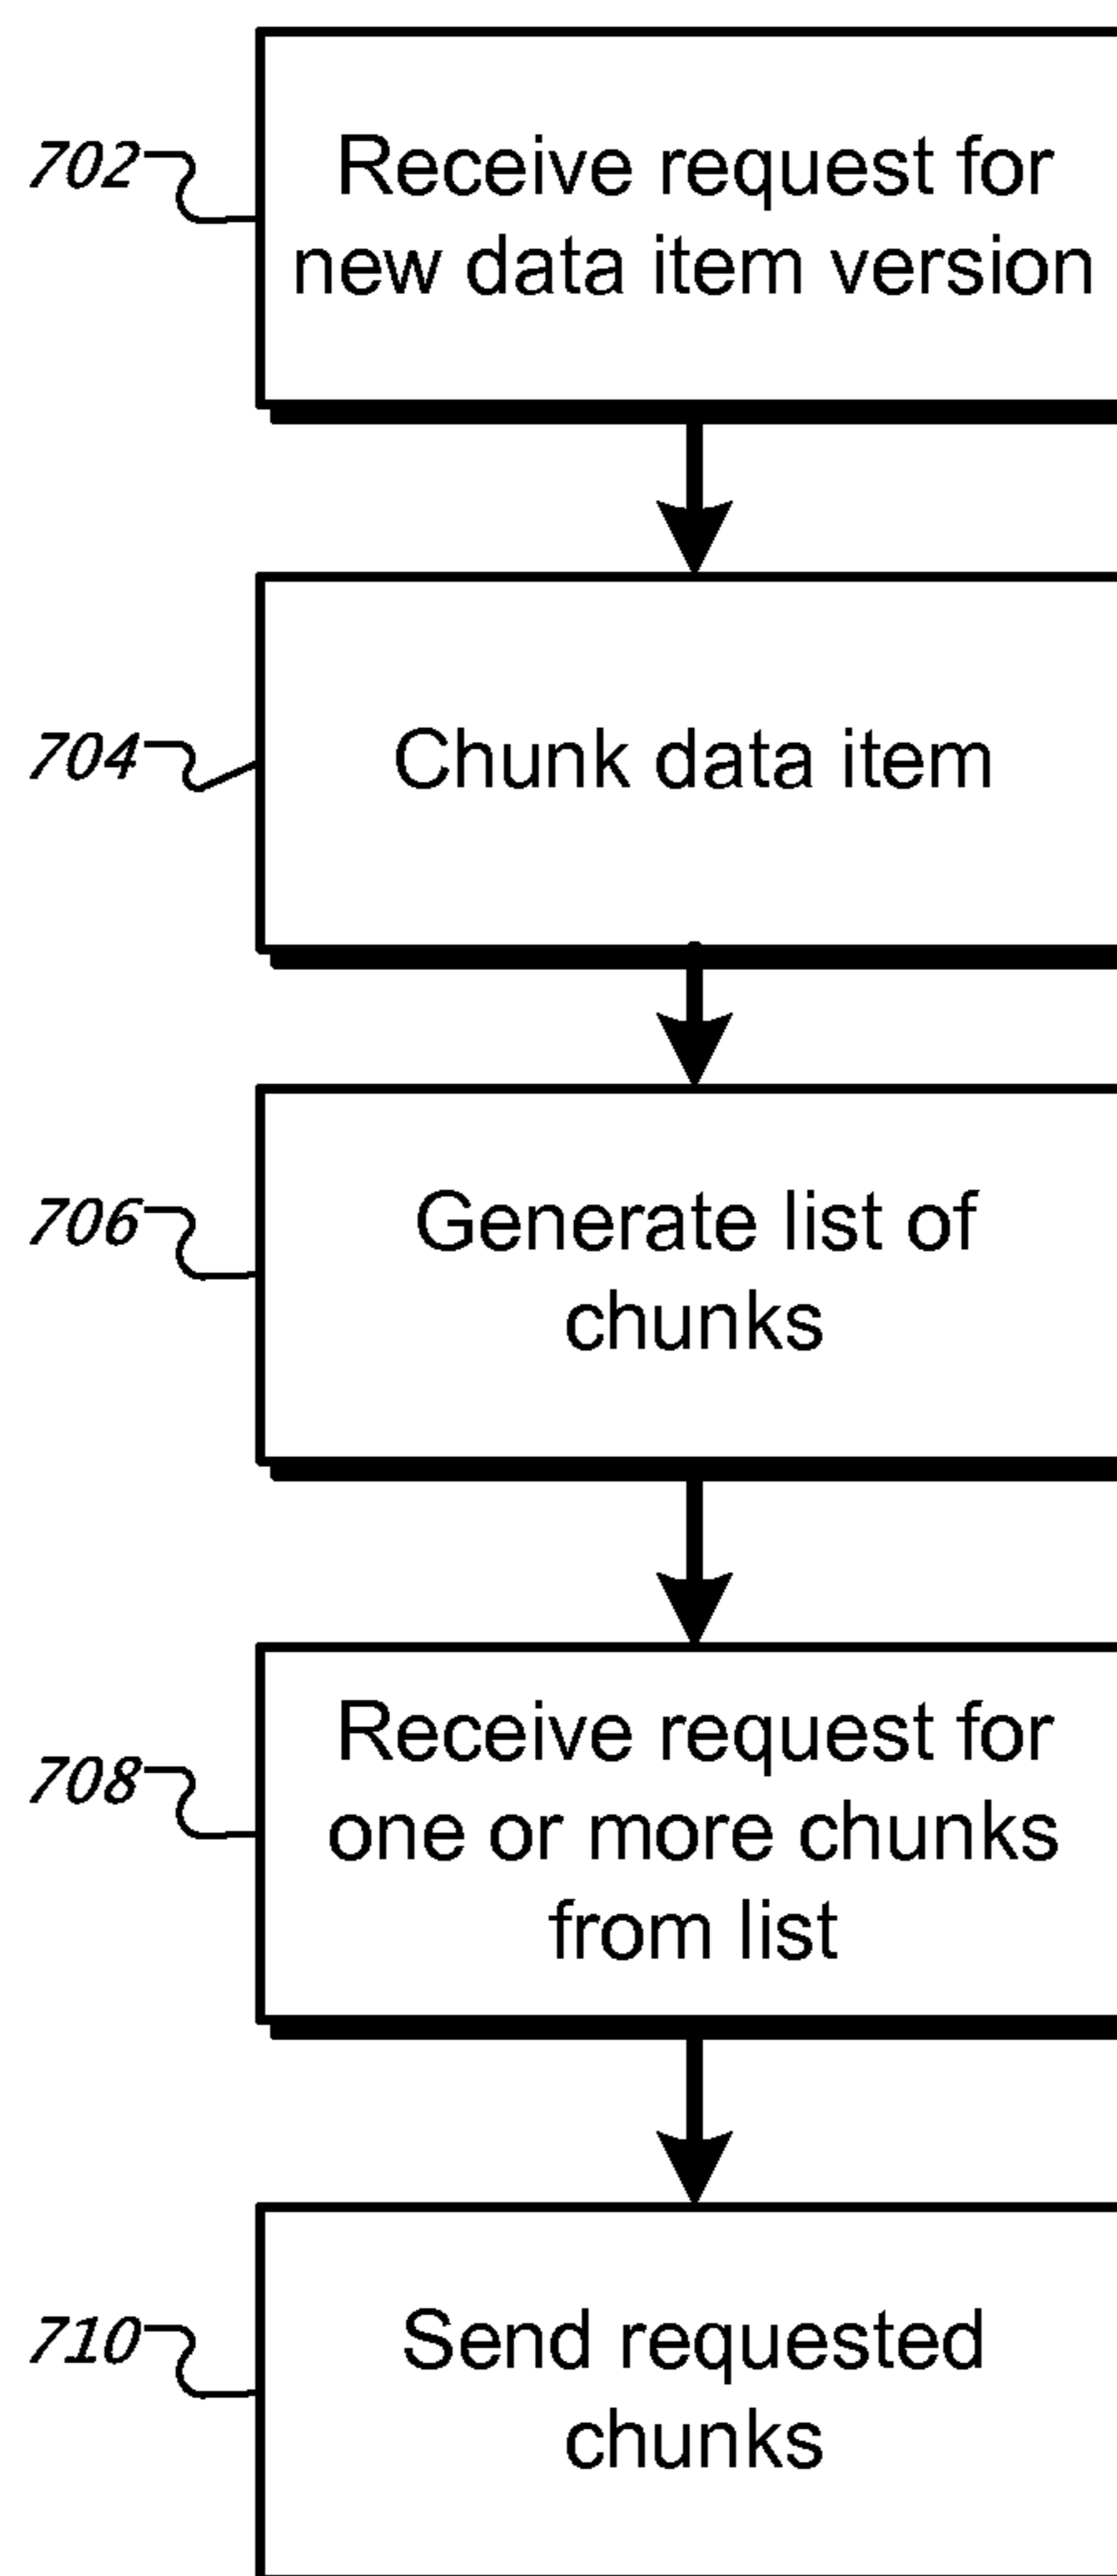 702
Receive request for
new data item version
704
Chunk data item
706
Generate list of
chunks
708
Receive request for
one or more chunks
from list
710
Send requested
chunks